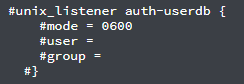 #unix_listener auth-userdb {
#mode = 0600
#user =
#group =
#}